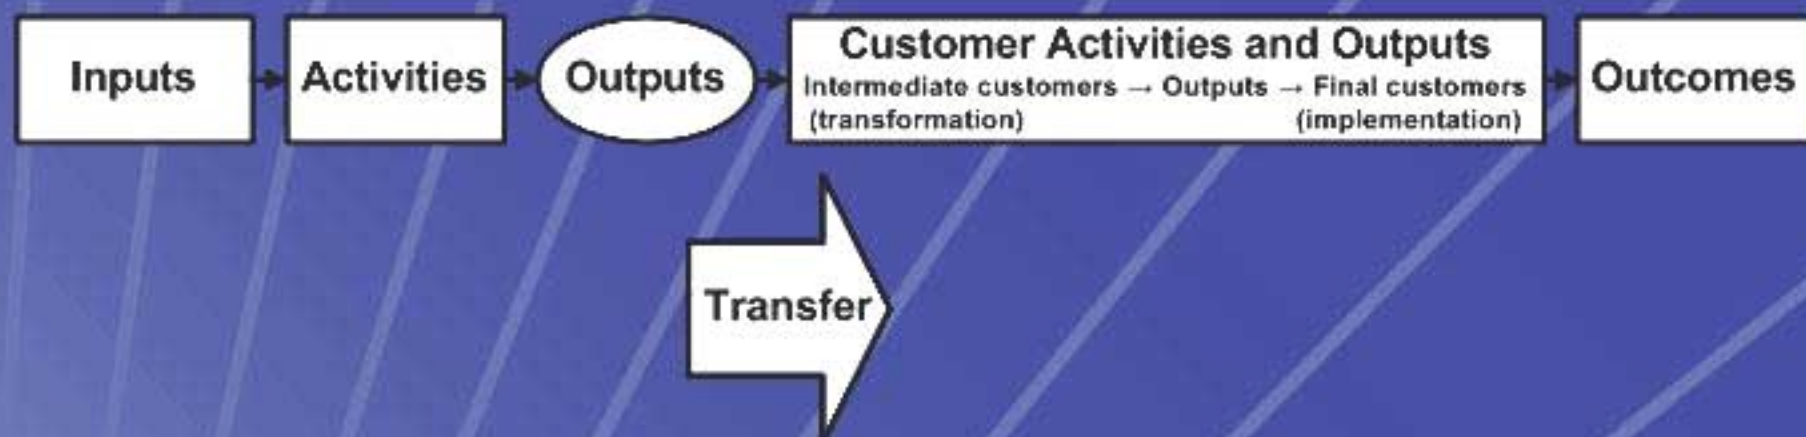 Inputs
Activities
Outputs
Customer Activities and Outputs
Intermediate customers → Outputs → Final customers
(transformation) (implementation)
Outcomes
Transfer